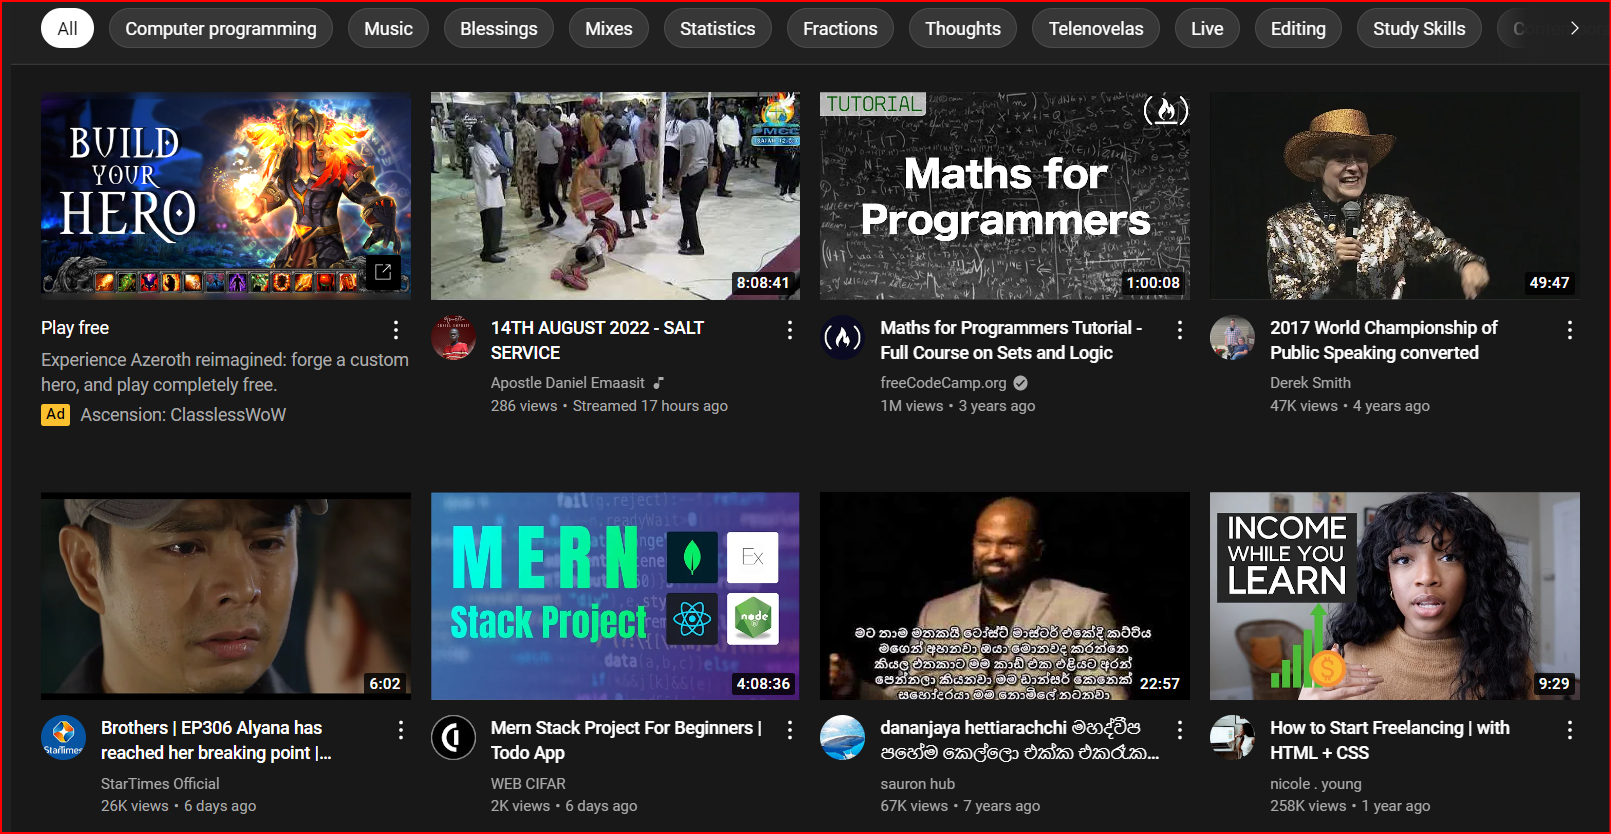 All
Computer programming
Music
Blessings
Mixes
Statistics
Fractions
Thoughts
Telenovelas
Live
Editing
Study Skills
BUILD
YOUR
HERO
Play free
Experience Azeroth reimagined: forge a custom
hero, and play completely free.
Ad Ascension: ClasslessWoW
PMCC
8:08:41
14TH AUGUST 2022 - SALT
SERVICE
Apostle Daniel Emaasit
286 views • Streamed 17 hours ago
TUTORIAL
Maths for
Programmers
1:00:08
Maths for Programmers Tutorial -
Full Course on Sets and Logic
freeCodeCamp.org
1M views • 3 years ago
49:47
2017 World Championship of
Public Speaking converted
Derek Smith
47K views • 4 years ago
6:02
StarTimes
Brothers | EP306 Alyana has
reached her breaking point |...
StarTimes Official
26K views • 6 days ago
MERN
Stack Project
Ex
node
4:08:36
Mern Stack Project For Beginners |
Todo App
WEB CIFAR
2K views • 6 days ago
මට නාම මතකයි ටෝස්ට් මාස්ටර් එකේදි කට්ටිය
මගෙන් අහනවා ඔයා මොනවද කරන්නෙ
කියල එතකොට මම කාඩ් එක එළියට අරන්
පෙන්නලා කියනවා මම ඩාන්සර් කෙනෙක්
සහෝදරයා මම නොමිලේ නටනවා
22:57
dananjaya hettiarachchi මහද්වීප
පහේම කෙල්ලො එක්ක එකරැක...
sauron hub
67K views • 7 years ago
INCOME
WHILE YOU
LEARN
$
9:29
How to Start Freelancing | with
HTML + CSS
nicole . young
258K views • 1 year ago